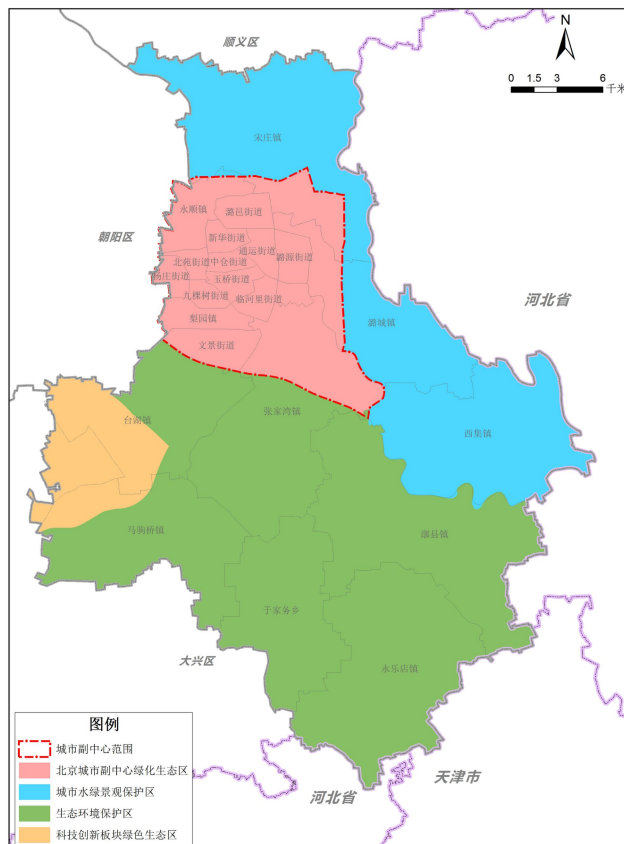 顺义区
N
0 1.5 3 6
千米
宋庄镇
永顺镇
潞邑街道
朝阳区
新华街道
通运街道
北苑街道
中仓街道
潞源街道
杨庄街道
玉桥街道
九棵树街道
临河里街道
河北省
梨园镇
潞城镇
文景街道
台湖镇
张家湾镇
西集镇
马驹桥镇
漷县镇
于家务乡
大兴区
永乐店镇
图例
城市副中心范围
北京城市副中心绿化生态区
城市水绿景观保护区
生态环境保护区
科技创新板块绿色生态区
河北省
天津市